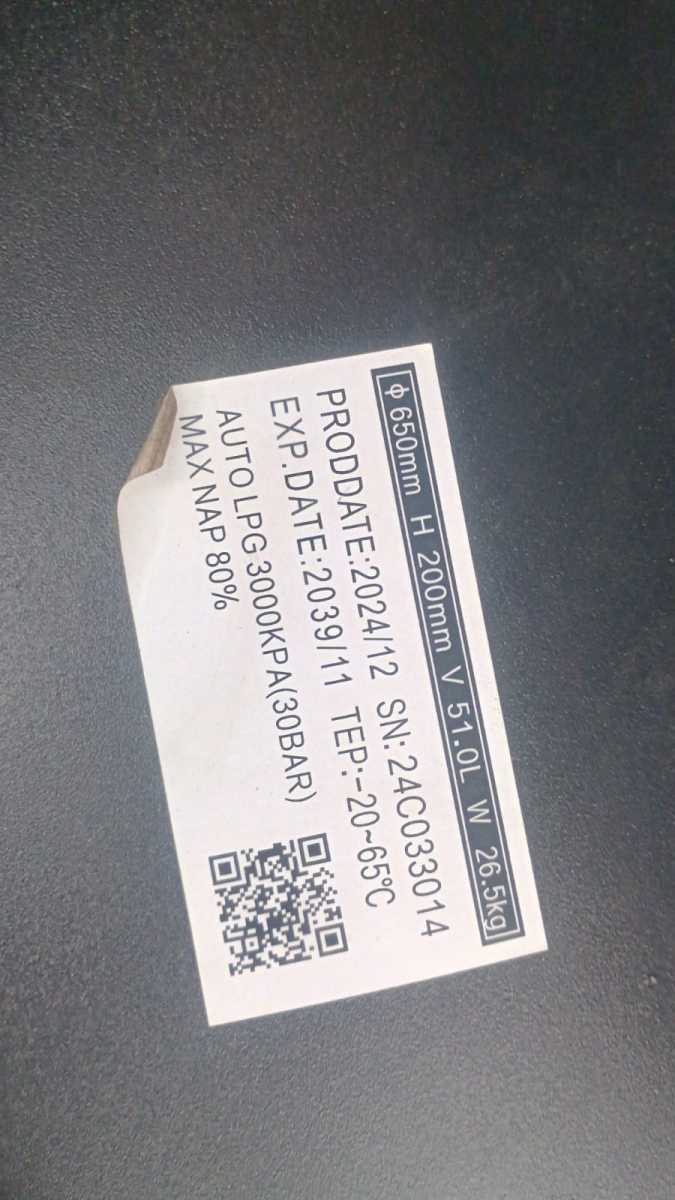 ф 650mm H 200mm V 51.0L W 26.5kg
PRODDATE:2024/12 SN:24C033014
EXP.DATE:2039/11 TEP:-20~65℃
AUTO LPG 3000KPA(30BAR)
MAX NAP 80%